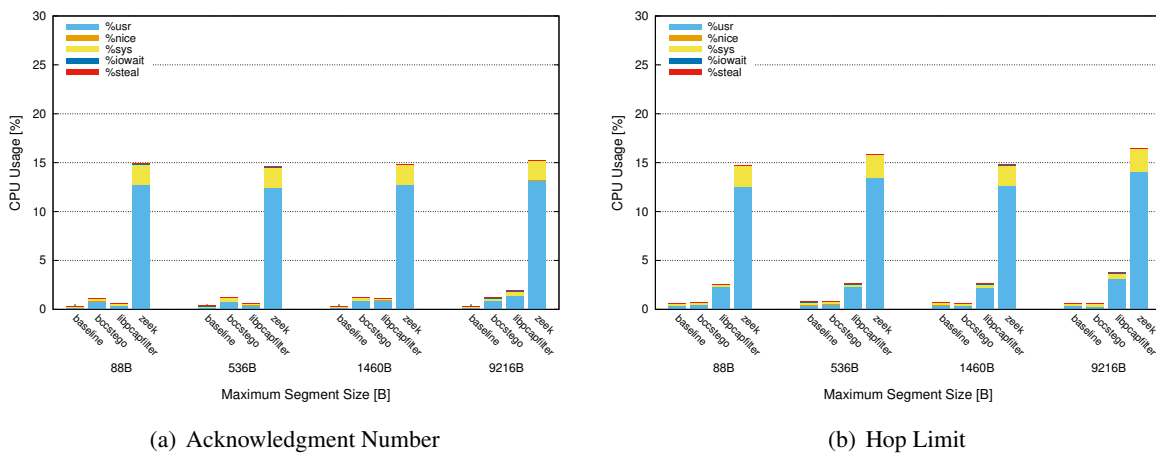 CPU Usage [%]
30
25
20
15
10
5
0
%usr
%nice
%sys
%iowait
%steal
baseline
bccstego
libpcapfilter
zeek
baseline
bccstego
libpcapfilter
zeek
baseline
bccstego
libpcapfilter
zeek
baseline
bccstego
libpcapfilter
zeek
88B 536B 1460B 9216B
Maximum Segment Size [B]
(a) Acknowledgment Number
CPU Usage [%]
30
25
20
15
10
5
0
%usr
%nice
%sys
%iowait
%steal
baseline
bccstego
libpcapfilter
zeek
baseline
bccstego
libpcapfilter
zeek
baseline
bccstego
libpcapfilter
zeek
baseline
bccstego
libpcapfilter
zeek
88B 536B 1460B 9216B
Maximum Segment Size [B]
(b) Hop Limit